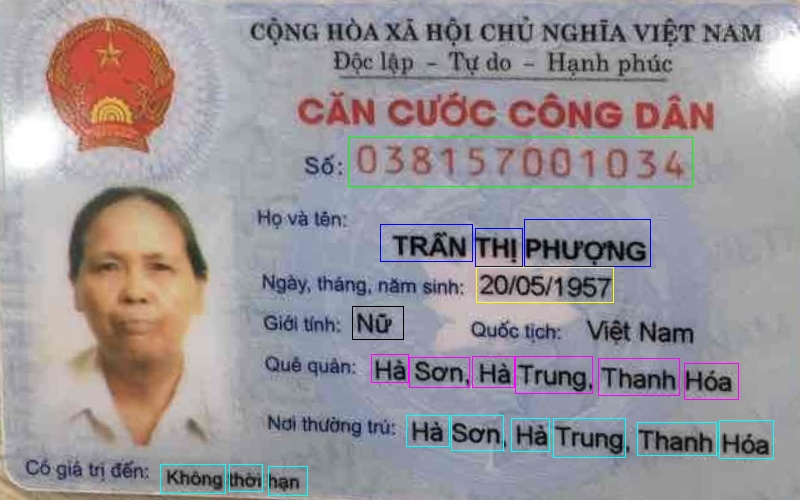 CỘNG HÒA XÃ HỘI CHỦ NGHĨA VIỆT NAM
Độc lập - Tự do - Hạnh phúc
CĂN CƯỚC CÔNG DÂN
Số: 038157001034
Họ và tên:
TRẦN THỊ PHƯỢNG
Ngày, tháng, năm sinh: 20/05/1957
Giới tính: Nữ Quốc tịch: Việt Nam
Quê quán: Hà Sơn, Hà Trung, Thanh Hóa
Nơi thường trú: Hà Sơn, Hà Trung, Thanh Hóa
Có giá trị đến: Không thời hạn